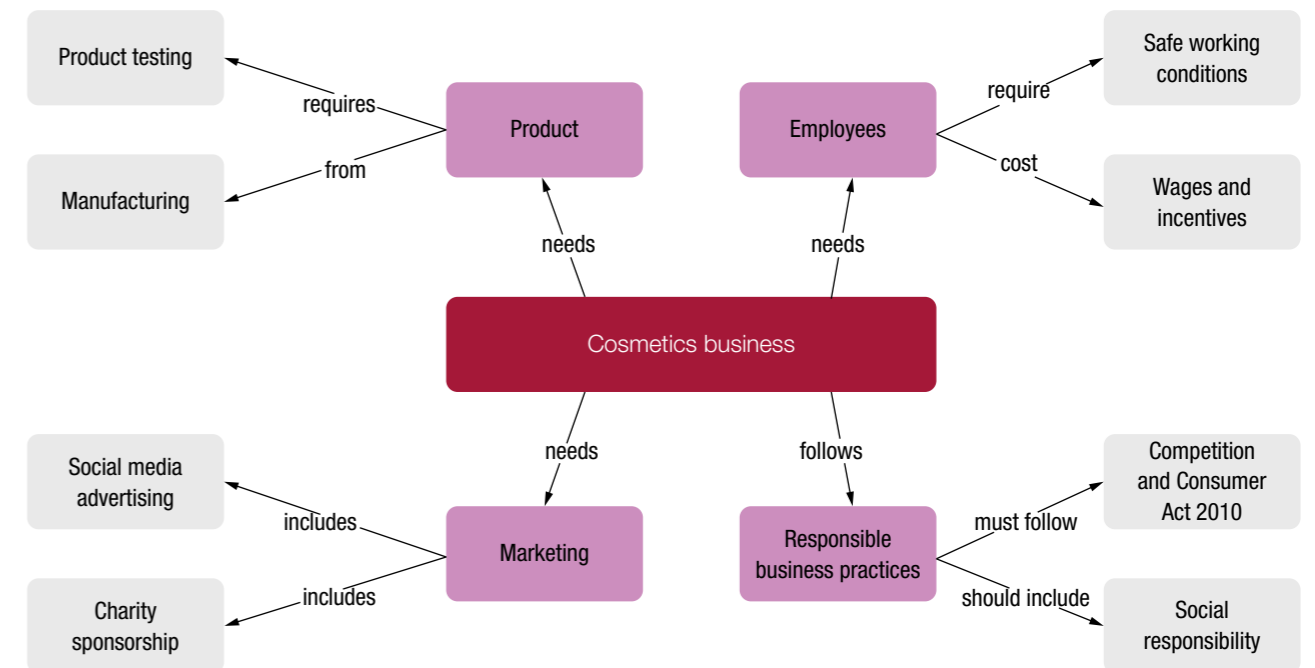 Product testing
requires
from
Manufacturing
Product
Employees
require
cost
Safe working
conditions
Wages and
incentives
needs
needs
Cosmetics business
needs
follows
Social media
advertising
includes
includes
Charity
sponsorship
Marketing
Responsible
business practices
must follow
should include
Competition
and Consumer
Act 2010
Social
responsibility